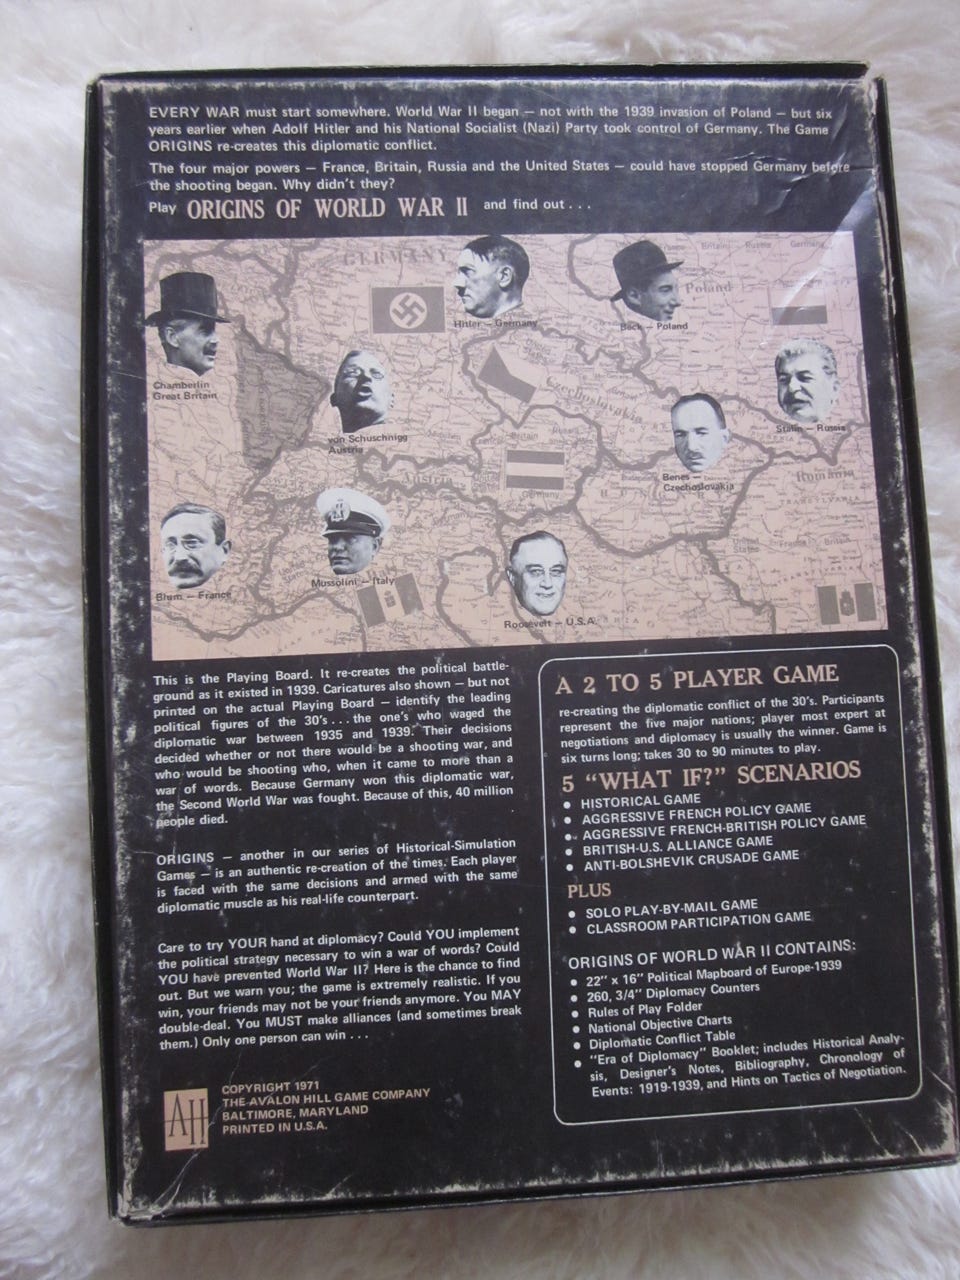 EVERY WAR must start somewhere. World War II began — not with the 1939 invasion of Poland — but six
years earlier when Adolf Hitler and his National Socialist (Nazi) Party took control of Germany. The Game
ORIGINS re-creates this diplomatic conflict.
The four major powers — France, Britain, Russia and the United States — could have stopped Germany before
the shooting began. Why didn't they?
Play ORIGINS OF WORLD WAR II and find out . . .
GERMANY
Britain Russia Germany
Poland
Hitler — Germany
Beck — Poland
Chamberlin
Great Britain
Czechoslovakia
von Schuschnigg
Austria
Stalin — Russia
Benes —
Czechoslovakia
Rumania
Austria
Germany
TRANSYLVANIA
United
States
France Britain
Blum — France
Mussolini — Italy
Roosevelt — U.S.A.
This is the Playing Board. It re-creates the political battle-
ground as it existed in 1939. Caricatures also shown — but not
printed on the actual Playing Board — identify the leading
political figures of the 30's . . . the one's who waged the
diplomatic war between 1935 and 1939. Their decisions
decided whether or not there would be a shooting war, and
who would be shooting who, when it came to more than a
war of words. Because Germany won this diplomatic war,
the Second World War was fought. Because of this, 40 million
people died.
ORIGINS — another in our series of Historical-Simulation
Games — is an authentic re-creation of the times. Each player
is faced with the same decisions and armed with the same
diplomatic muscle as his real-life counterpart.
Care to try YOUR hand at diplomacy? Could YOU implement
the political strategy necessary to win a war of words? Could
YOU have prevented World War II? Here is the chance to find
out. But we warn you; the game is extremely realistic. If you
win, your friends may not be your friends anymore. You MAY
double-deal. You MUST make alliances (and sometimes break
them.) Only one person can win . . .
AH
COPYRIGHT 1971
THE AVALON HILL GAME COMPANY
BALTIMORE, MARYLAND
PRINTED IN U.S.A.
A 2 TO 5 PLAYER GAME
re-creating the diplomatic conflict of the 30's. Participants
represent the five major nations; player most expert at
negotiations and diplomacy is usually the winner. Game is
six turns long; takes 30 to 90 minutes to play.
5 "WHAT IF?" SCENARIOS
● HISTORICAL GAME
● AGGRESSIVE FRENCH POLICY GAME
● AGGRESSIVE FRENCH-BRITISH POLICY GAME
● BRITISH-U.S. ALLIANCE GAME
● ANTI-BOLSHEVIK CRUSADE GAME
PLUS
● SOLO PLAY-BY-MAIL GAME
● CLASSROOM PARTICIPATION GAME
ORIGINS OF WORLD WAR II CONTAINS:
● 22" x 16" Political Mapboard of Europe-1939
● 260, 3/4" Diplomacy Counters
● Rules of Play Folder
● National Objective Charts
● Diplomatic Conflict Table
● "Era of Diplomacy" Booklet; includes Historical Analy-
sis, Designer's Notes, Bibliography, Chronology of
Events: 1919-1939, and Hints on Tactics of Negotiation.